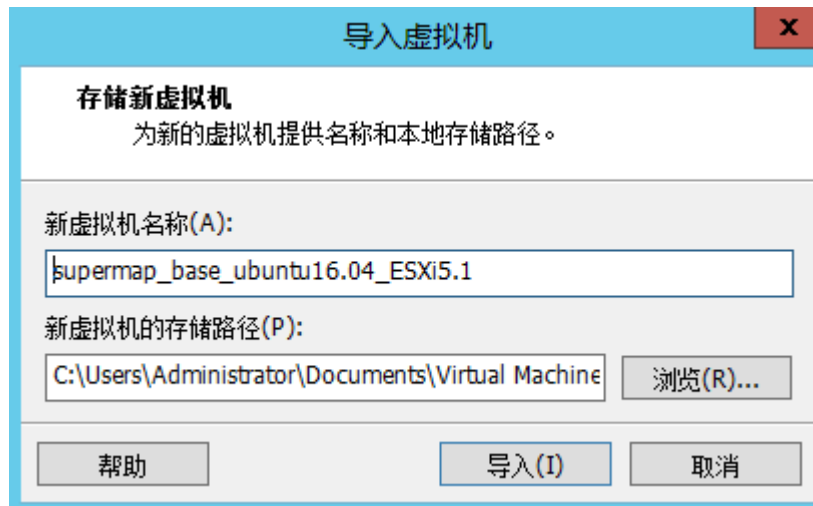 导入虚拟机
x
存储新虚拟机
为新的虚拟机提供名称和本地存储路径。
新虚拟机名称(A):
supermap_base_ubuntu16.04_ESXi5.1
新虚拟机的存储路径(P):
C:\Users\Administrator\Documents\Virtual Machine
浏览(R)...
帮助
导入(I)
取消